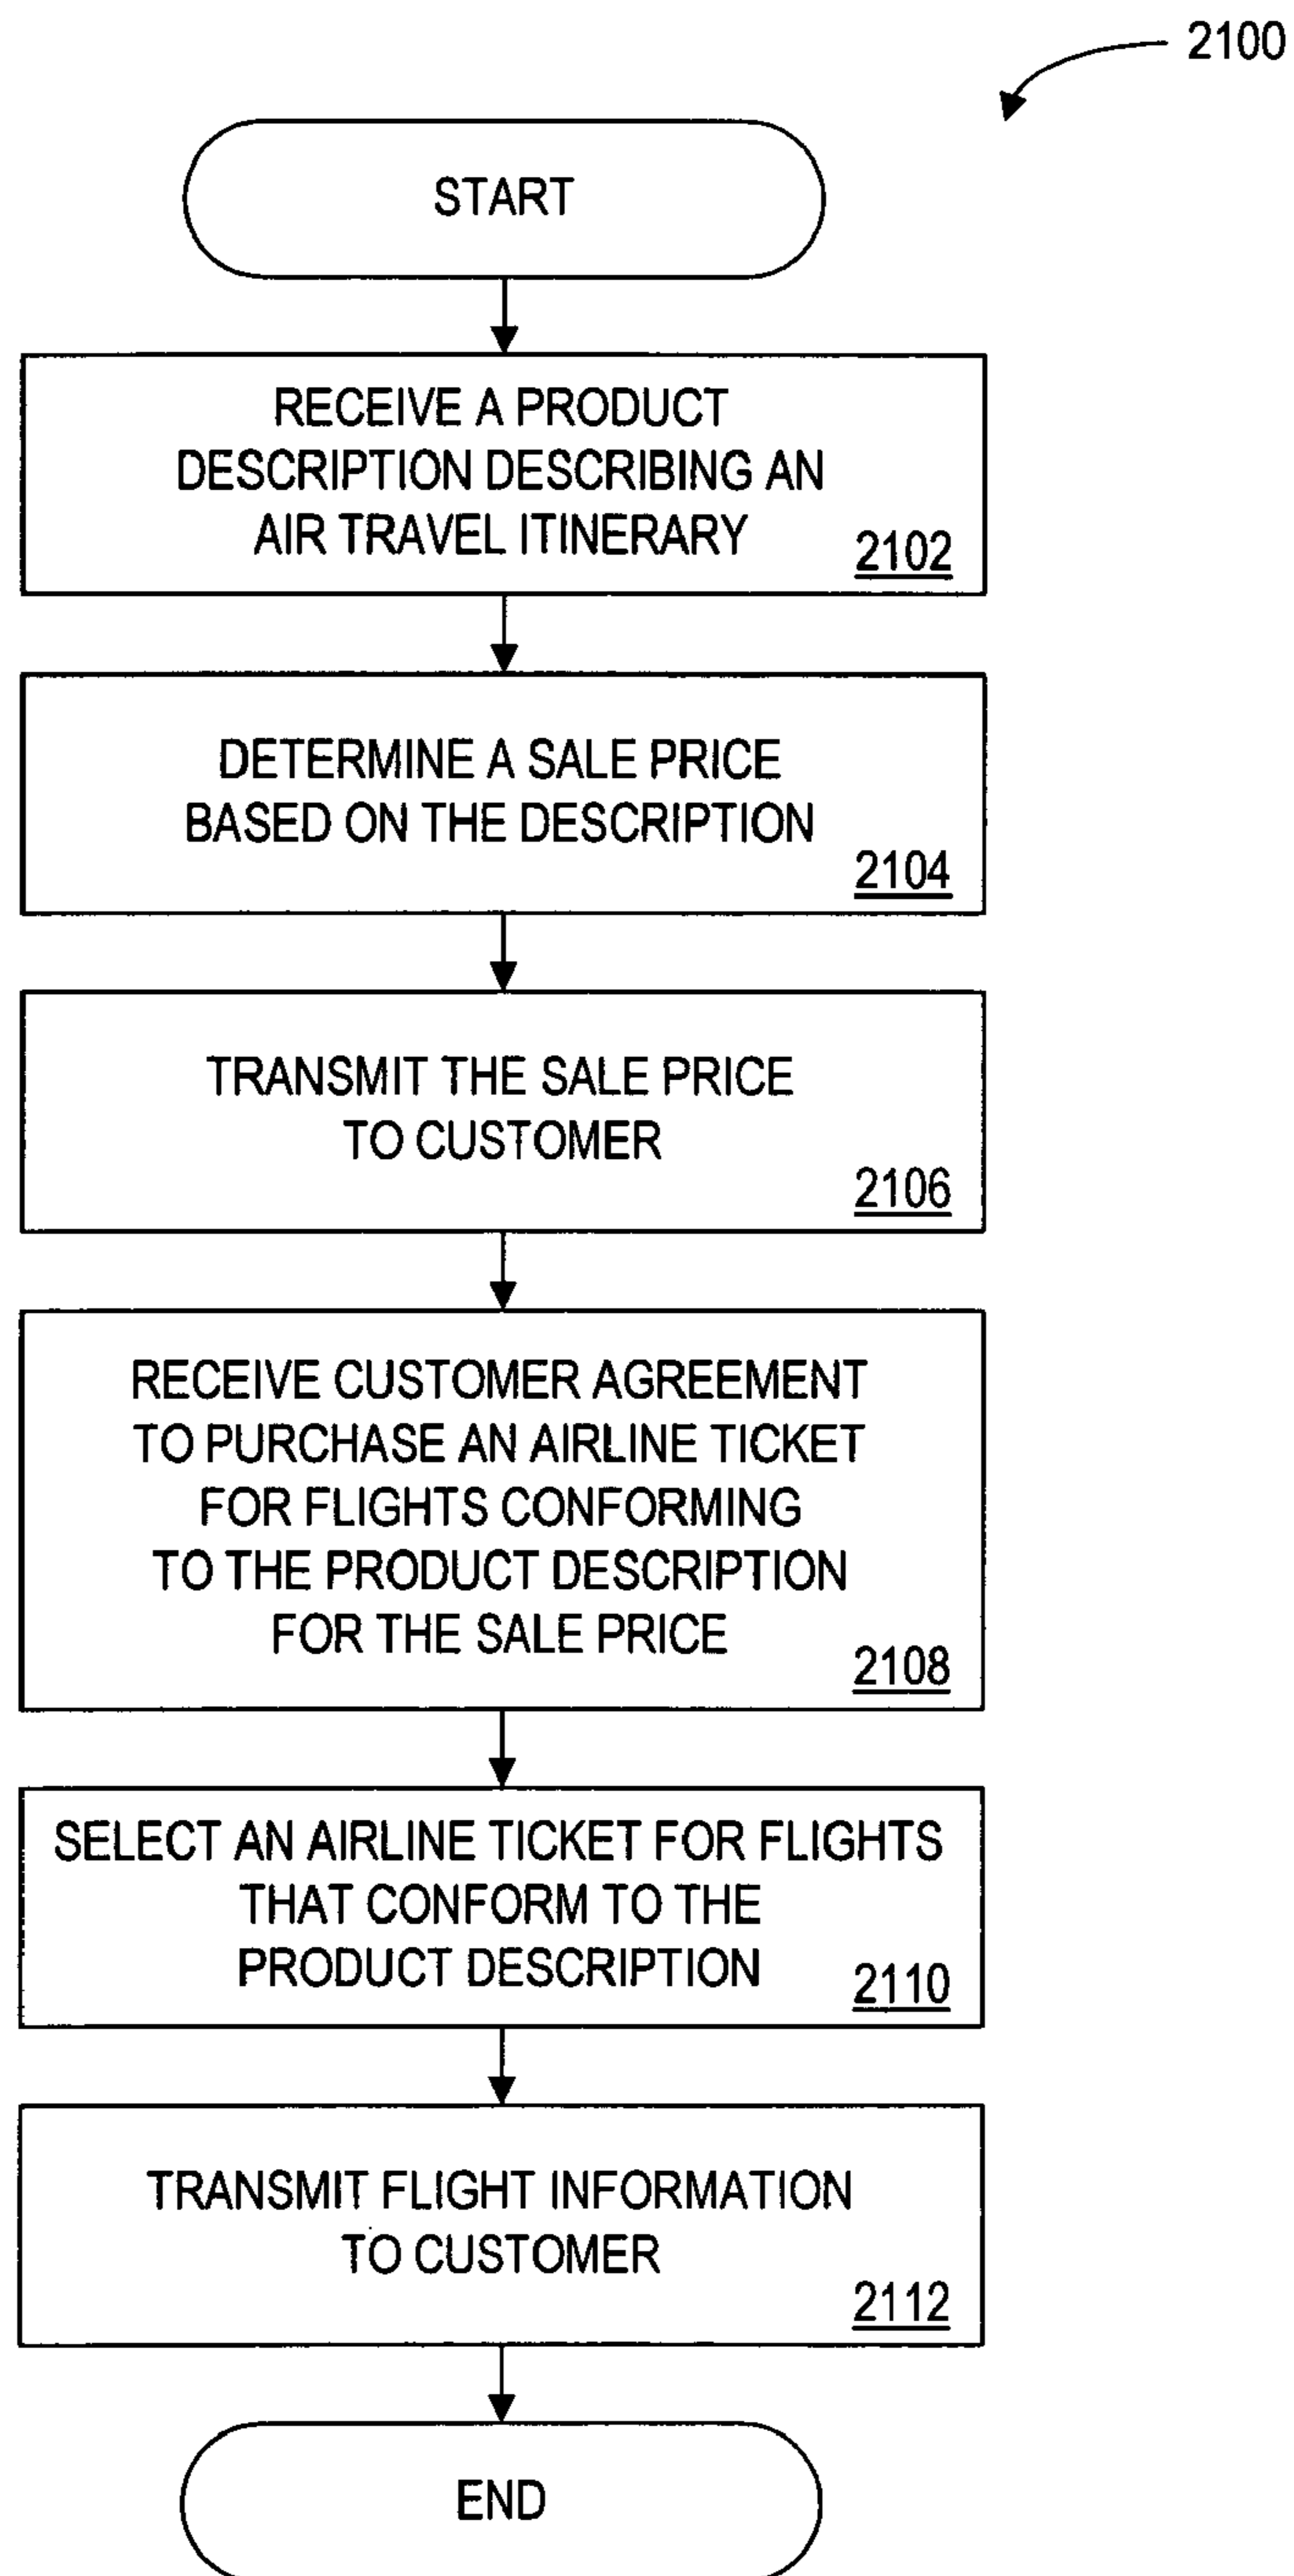 2100
START
RECEIVE A PRODUCT
DESCRIPTION DESCRIBING AN
AIR TRAVEL ITINERARY
2102
DETERMINE A SALE PRICE
BASED ON THE DESCRIPTION
2104
TRANSMIT THE SALE PRICE
TO CUSTOMER
2106
RECEIVE CUSTOMER AGREEMENT
TO PURCHASE AN AIRLINE TICKET
FOR FLIGHTS CONFORMING
TO THE PRODUCT DESCRIPTION
FOR THE SALE PRICE
2108
SELECT AN AIRLINE TICKET FOR FLIGHTS
THAT CONFORM TO THE
PRODUCT DESCRIPTION
2110
TRANSMIT FLIGHT INFORMATION
TO CUSTOMER
2112
END